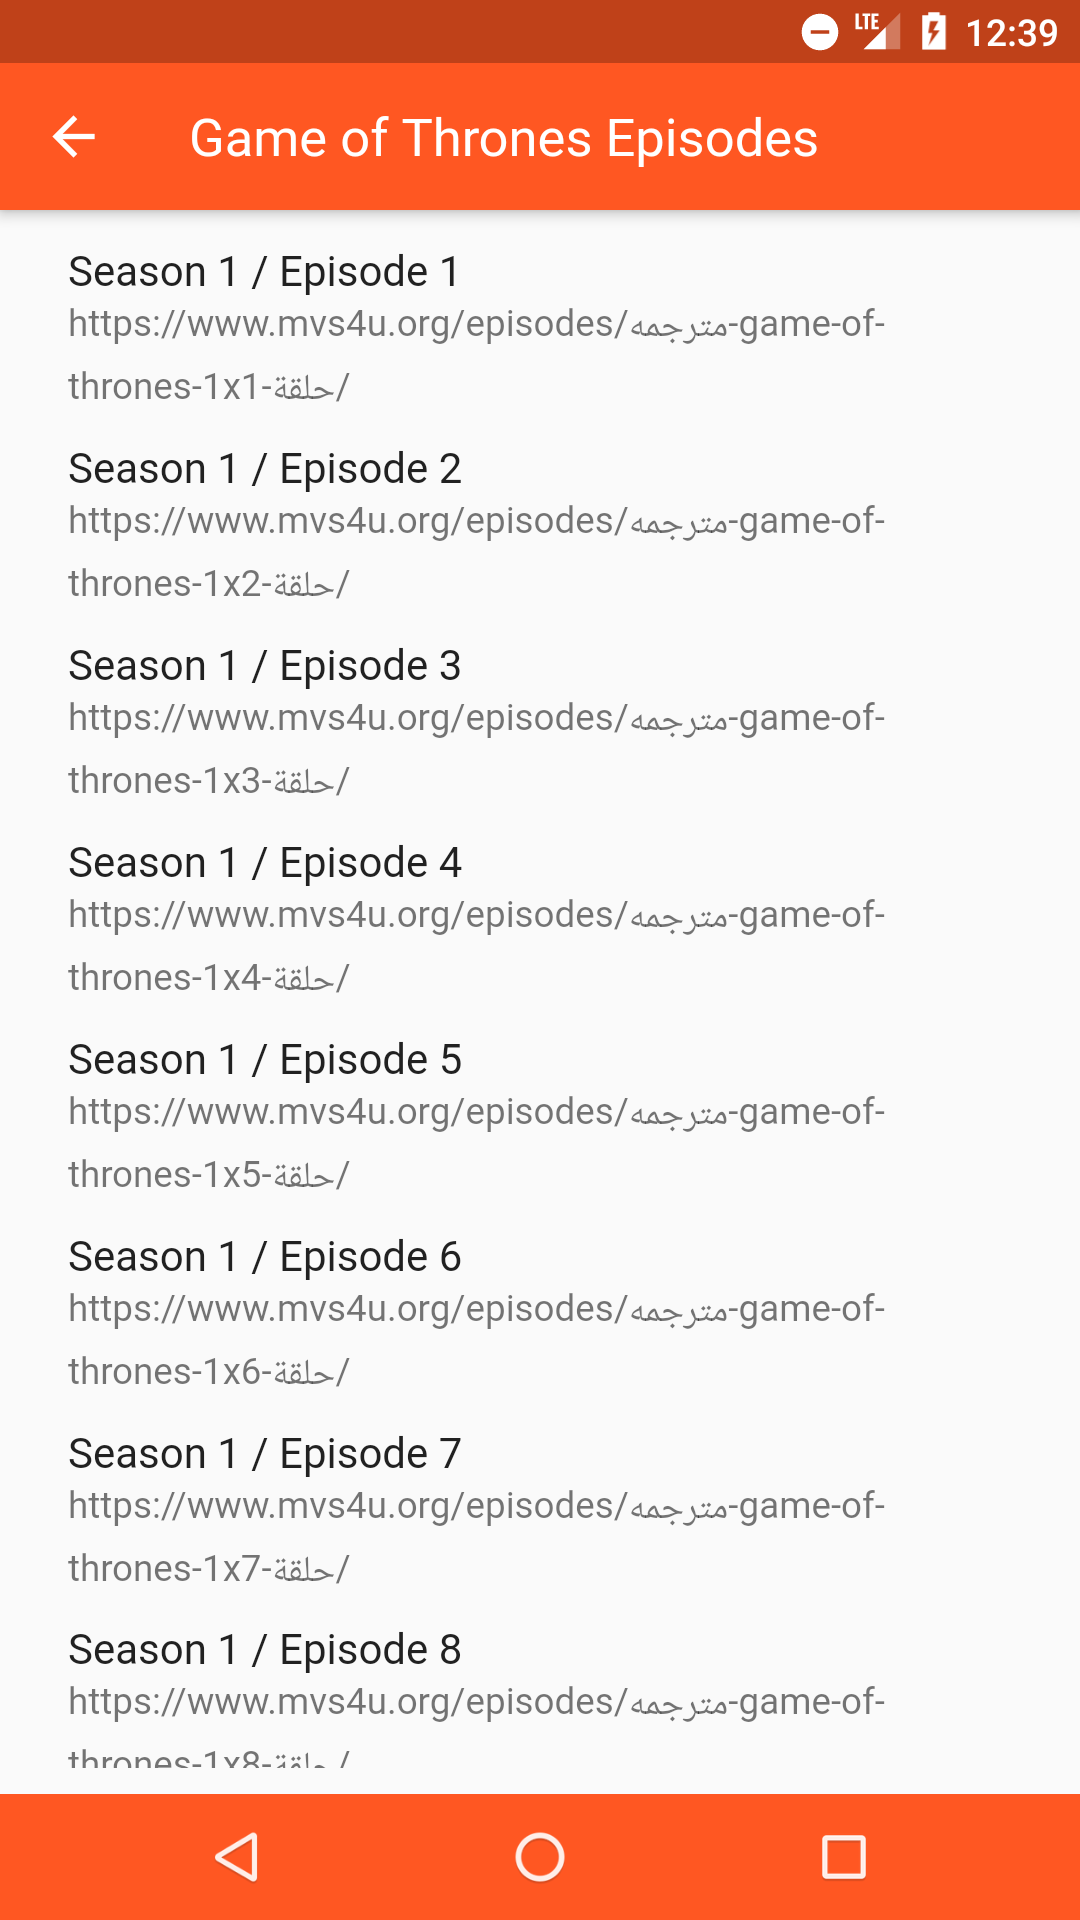 LTE 12:39
Game of Thrones Episodes
Season 1 / Episode 1
https://www.mvs4u.org/episodes/مترجمه-game-of-
thrones-1x1-حلقة/
Season 1 / Episode 2
https://www.mvs4u.org/episodes/مترجمه-game-of-
thrones-1x2-حلقة/
Season 1 / Episode 3
https://www.mvs4u.org/episodes/مترجمه-game-of-
thrones-1x3-حلقة/
Season 1 / Episode 4
https://www.mvs4u.org/episodes/مترجمه-game-of-
thrones-1x4-حلقة/
Season 1 / Episode 5
https://www.mvs4u.org/episodes/مترجمه-game-of-
thrones-1x5-حلقة/
Season 1 / Episode 6
https://www.mvs4u.org/episodes/مترجمه-game-of-
thrones-1x6-حلقة/
Season 1 / Episode 7
https://www.mvs4u.org/episodes/مترجمه-game-of-
thrones-1x7-حلقة/
Season 1 / Episode 8
https://www.mvs4u.org/episodes/مترجمه-game-of-
thrones-1x8-حلقة/